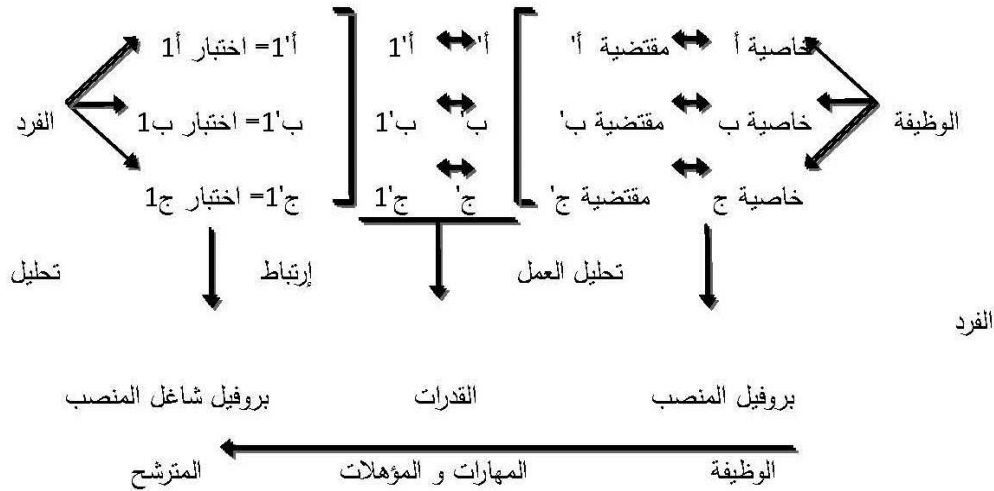 خاصية أ مقتضية أ' أ' أ'1 أ'1= اختبار أ1
الوظيفة خاصية ب مقتضية ب' ب' ب'1 ب'1= اختبار ب1 الفرد
خاصية ج مقتضية ج' ج' ج'1 ج'1= اختبار ج1
تحليل العمل إرتباط تحليل
الفرد
بروفيل المنصب القدرات بروفيل شاغل المنصب
الوظيفة المهارات و المؤهلات المترشح